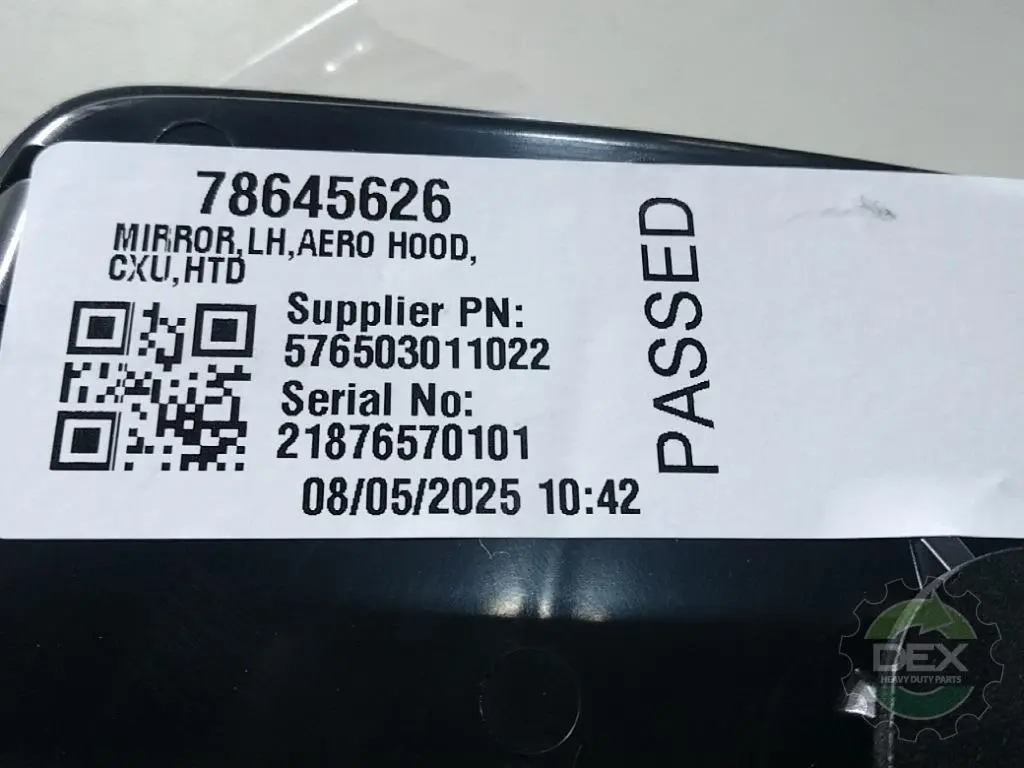 78645626
MIRROR,LH,AERO HOOD,
CXU,HTD
Supplier PN:
576503011022
Serial No:
21876570101
08/05/2025 10:42
PASSED
DEX
HEAVY DUTY PARTS